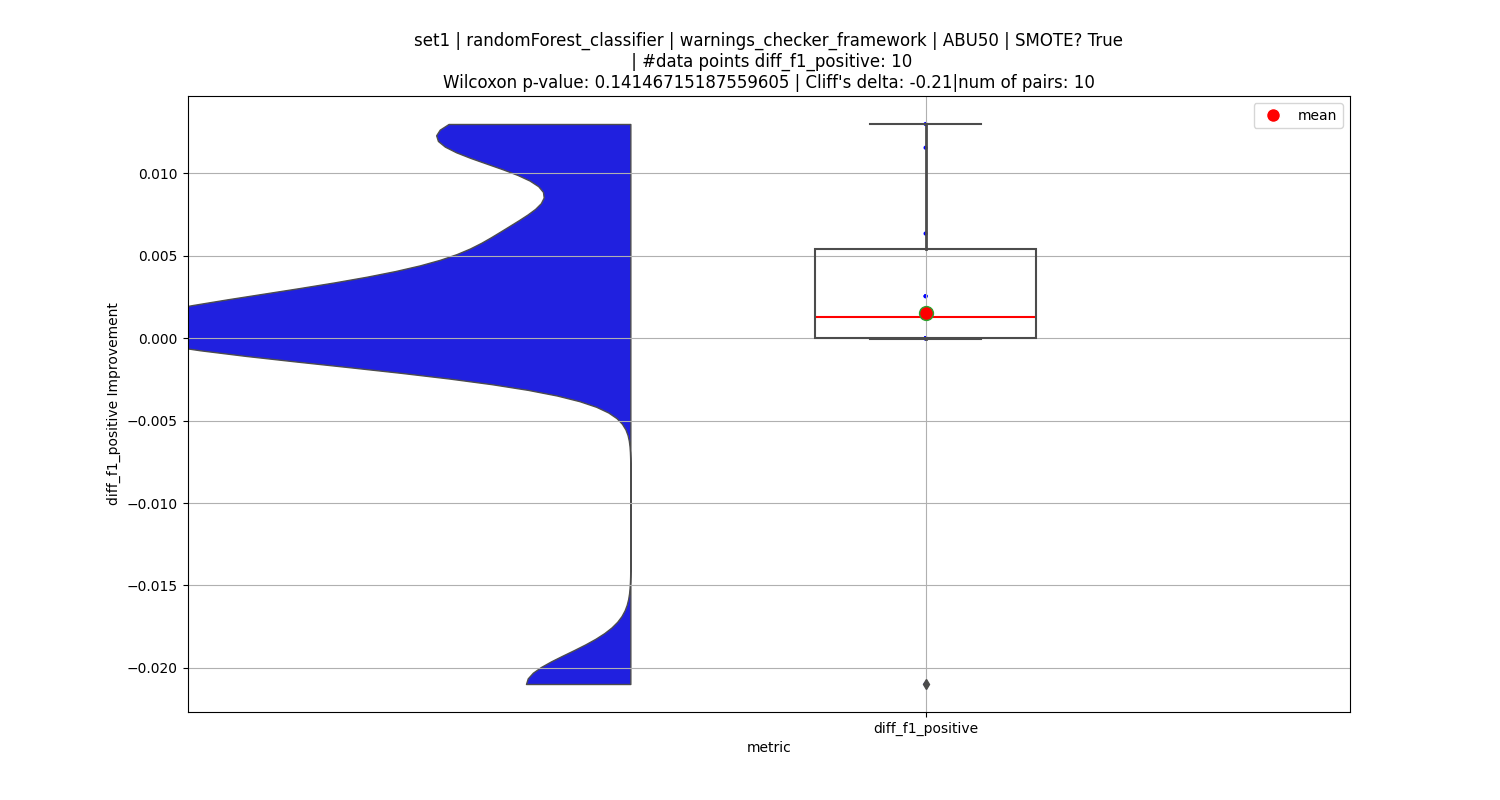 set1 | randomForest_classifier | warnings_checker_framework | ABU50 | SMOTE? True
| #data points diff_f1_positive: 10
Wilcoxon p-value: 0.14146715187559605 | Cliff's delta: -0.21|num of pairs: 10
mean
0.010
0.005
0.000
−0.005
−0.010
−0.015
−0.020
diff_f1_positive Improvement
diff_f1_positive
metric